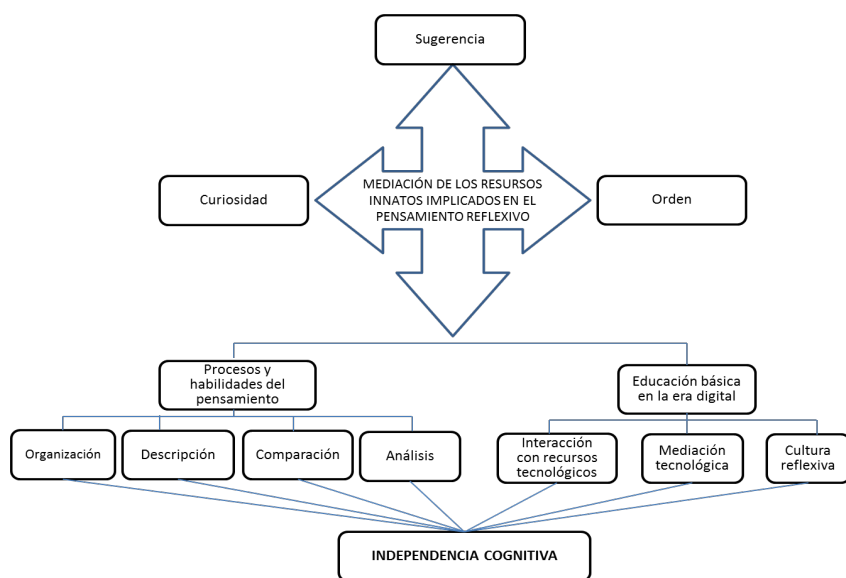 Sugerencia
Curiosidad
MEDIACIÓN DE LOS RESURSOS
INNATOS IMPLICADOS EN EL
PENSAMIENTO REFLEXIVO
Orden
Procesos y
habilidades del
pensamiento
Educación básica
en la era digital
Organización
Descripción
Comparación
Análisis
Interacción
con recursos
tecnológicos
Mediación
tecnológica
Cultura
reflexiva
INDEPENDENCIA COGNITIVA